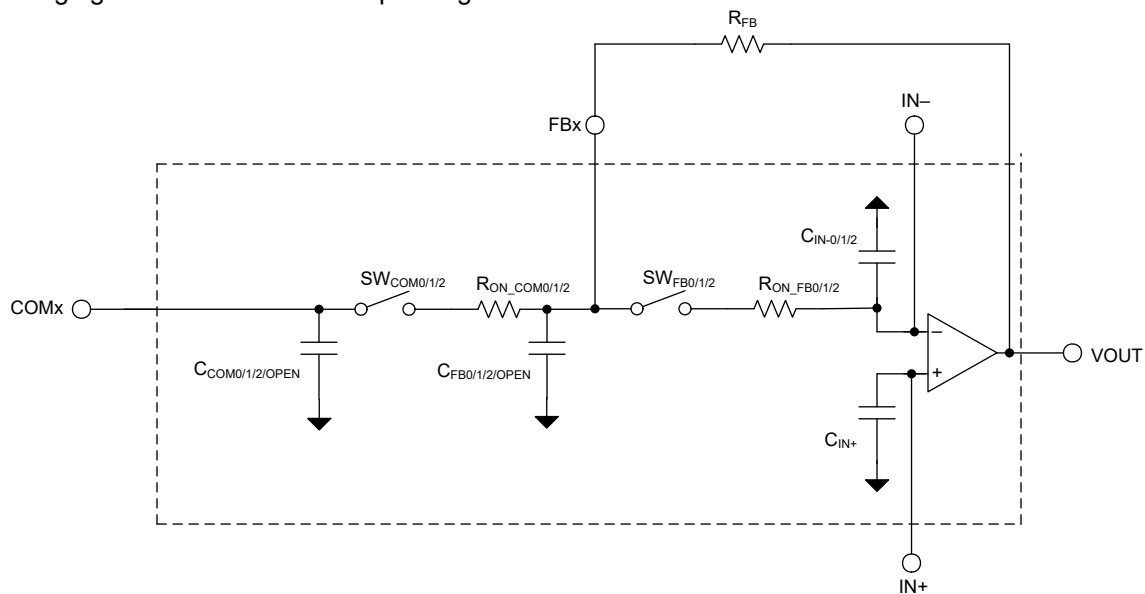 R_FB
IN–
FBx
C_IN-0/1/2
SW_COM0/1/2
R_ON_COM0/1/2
SW_FB0/1/2
R_ON_FB0/1/2
COMx
–
VOUT
C_COM0/1/2/OPEN
C_FB0/1/2/OPEN
+
C_IN+
IN+